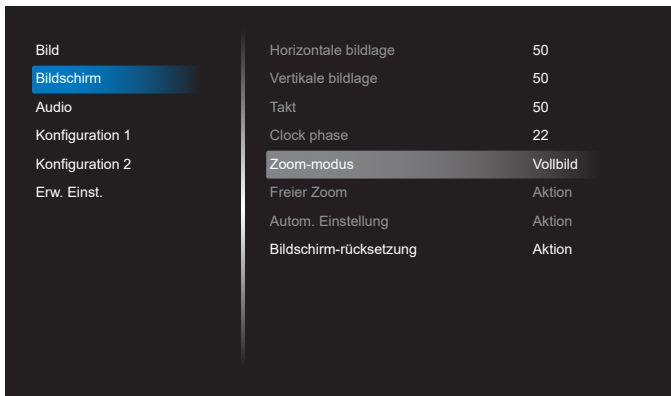 Bild
Bildschirm
Audio
Konfiguration 1
Konfiguration 2
Erw. Einst.
Horizontale bildlage 50
Vertikale bildlage 50
Takt 50
Clock phase 22
Zoom-modus Vollbild
Freier Zoom Aktion
Autom. Einstellung Aktion
Bildschirm-rücksetzung Aktion